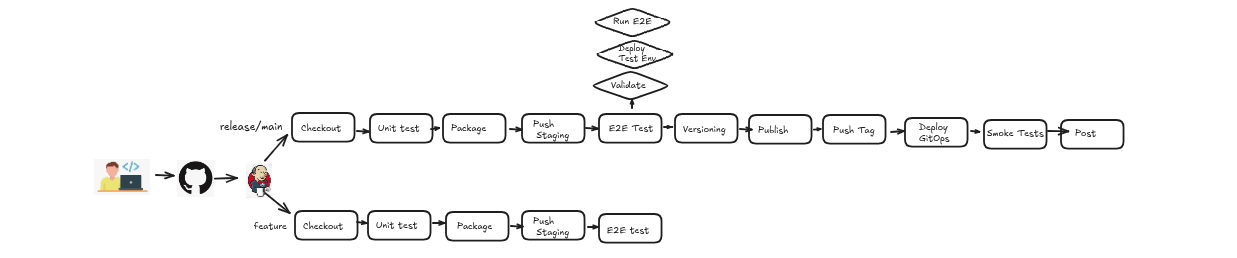 Run E2E
Deploy
Test Env
Validate
release/main
Checkout
Unit test
Package
Push
Staging
E2E Test
Versioning
Publish
Push Tag
Deploy
GitOps
Smoke Tests
Post
</>
feature
Checkout
Unit test
Package
Push
Staging
E2E test